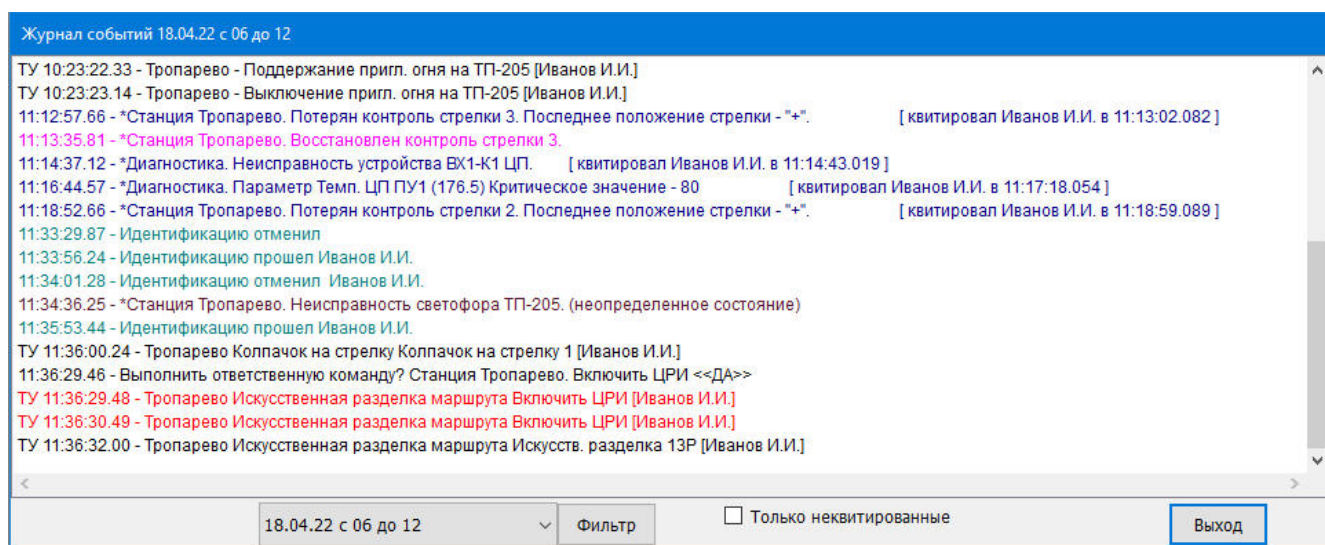 Журнал событий 18.04.22 с 06 до 12
ТУ 10:23:22.33 - Тропарево - Поддержание пригл. огня на ТП-205 [Иванов И.И.]
ТУ 10:23:23.14 - Тропарево - Выключение пригл. огня на ТП-205 [Иванов И.И.]
11:12:57.66 - *Станция Тропарево. Потерян контроль стрелки 3. Последнее положение стрелки - "+". [ квитировал Иванов И.И. в 11:13:02.082 ]
11:13:35.81 - *Станция Тропарево. Восстановлен контроль стрелки 3.
11:14:37.12 - *Диагностика. Неисправность устройства ВХ1-К1 ЦП. [ квитировал Иванов И.И. в 11:14:43.019 ]
11:16:44.57 - *Диагностика. Параметр Темп. ЦП ПУ1 (176.5) Критическое значение - 80 [ квитировал Иванов И.И. в 11:17:18.054 ]
11:18:52.66 - *Станция Тропарево. Потерян контроль стрелки 2. Последнее положение стрелки - "+". [ квитировал Иванов И.И. в 11:18:59.089 ]
11:33:29.87 - Идентификацию отменил
11:33:56.24 - Идентификацию прошел Иванов И.И.
11:34:01.28 - Идентификацию отменил Иванов И.И.
11:34:36.25 - *Станция Тропарево. Неисправность светофора ТП-205. (неопределенное состояние)
11:35:53.44 - Идентификацию прошел Иванов И.И.
ТУ 11:36:00.24 - Тропарево Колпачок на стрелку Колпачок на стрелку 1 [Иванов И.И.]
11:36:29.46 - Выполнить ответственную команду? Станция Тропарево. Включить ЦРИ <<ДА>>
ТУ 11:36:29.48 - Тропарево Искусственная разделка маршрута Включить ЦРИ [Иванов И.И.]
ТУ 11:36:30.49 - Тропарево Искусственная разделка маршрута Включить ЦРИ [Иванов И.И.]
ТУ 11:36:32.00 - Тропарево Искусственная разделка маршрута Искусств. разделка 13Р [Иванов И.И.]
18.04.22 с 06 до 12 Фильтр Только неквитированные Выход